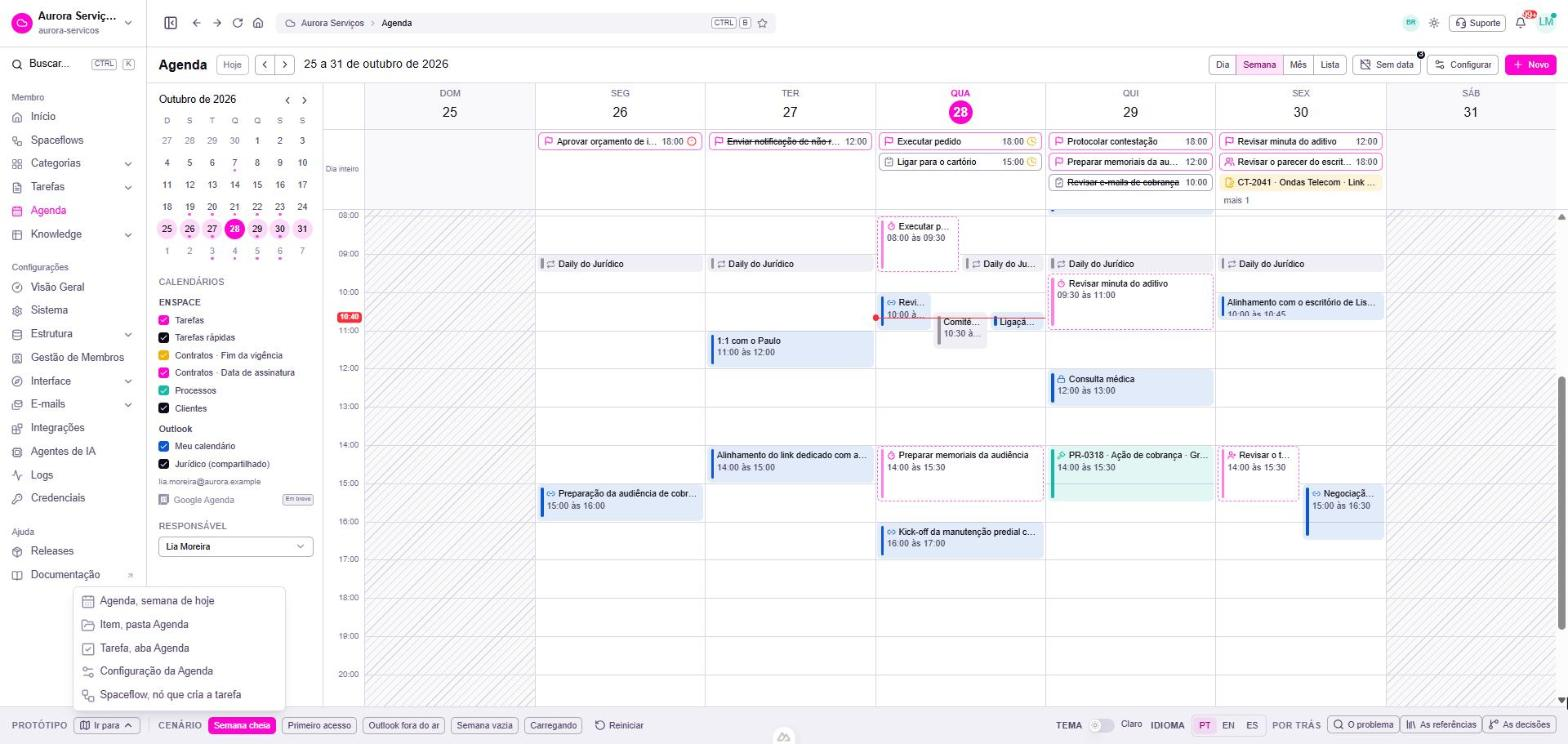 Aurora Serviç...
aurora-servicos
Aurora Serviços > Agenda
CTRL B
BR
Suporte
99+
LM
Buscar... CTRL K
Membro
Início
Spaceflows
Categorias
Tarefas
Agenda
Knowledge
Configurações
Visão Geral
Sistema
Estrutura
Gestão de Membros
Interface
E-mails
Integrações
Agentes de IA
Logs
Credenciais
Ajuda
Releases
Documentação
Agenda
Hoje
25 a 31 de outubro de 2026
Dia Semana Mês Lista
Sem data
3
Configurar
Novo
Outubro de 2026
D S T Q Q S S
27 28 29 30 1 2 3
4 5 6 7 8 9 10
11 12 13 14 15 16 17
18 19 20 21 22 23 24
25 26 27 28 29 30 31
1 2 3 4 5 6 7
CALENDÁRIOS
ENSPACE
Tarefas
Tarefas rápidas
Contratos · Fim da vigência
Contratos · Data de assinatura
Processos
Clientes
Outlook
Meu calendário
Jurídico (compartilhado)
lia.moreira@aurora.example
Google Agenda Em breve
RESPONSÁVEL
Lia Moreira
DOM SEG TER QUA QUI SEX SÁB
25 26 27 28 29 30 31
Dia inteiro
Aprovar orçamento de i... 18:00
Enviar notificação de não r... 12:00
Executar pedido 18:00
Ligar para o cartório 15:00
Protocolar contestação 18:00
Preparar memoriais da au... 12:00
Revisar e-mails de cobrança 10:00
Revisar minuta do aditivo 12:00
Revisar o parecer do escrit... 18:00
CT-2041 · Ondas Telecom · Link ...
mais 1
08:00
09:00
10:00
10:40
11:00
12:00
13:00
14:00
15:00
16:00
17:00
18:00
19:00
20:00
Daily do Jurídico
Preparação da audiência de cobr...
15:00 às 16:00
Daily do Jurídico
1:1 com o Paulo
11:00 às 12:00
Alinhamento do link dedicado com a...
14:00 às 15:00
Executar p...
08:00 às 09:30
Daily do Ju...
Revi...
10:00 à...
Comitê...
10:30 à...
Ligaçã...
Preparar memoriais da audiência
14:00 às 15:30
Kick-off da manutenção predial c...
16:00 às 17:00
Daily do Jurídico
Revisar minuta do aditivo
09:30 às 11:00
Consulta médica
12:00 às 13:00
PR-0318 · Ação de cobrança · Gr...
14:00 às 15:30
Daily do Jurídico
Alinhamento com o escritório de Lis...
10:00 às 10:45
Revisar o t...
14:00 às 15:30
Negociaçã...
15:00 às 16:30
Agenda, semana de hoje
Item, pasta Agenda
Tarefa, aba Agenda
Configuração da Agenda
Spaceflow, nó que cria a tarefa
PROTÓTIPO
Ir para
CENÁRIO
Semana cheia
Primeiro acesso
Outlook fora do ar
Semana vazia
Carregando
Reiniciar
TEMA
Claro
IDIOMA
PT EN ES
POR TRÁS
O problema
As referências
As decisões